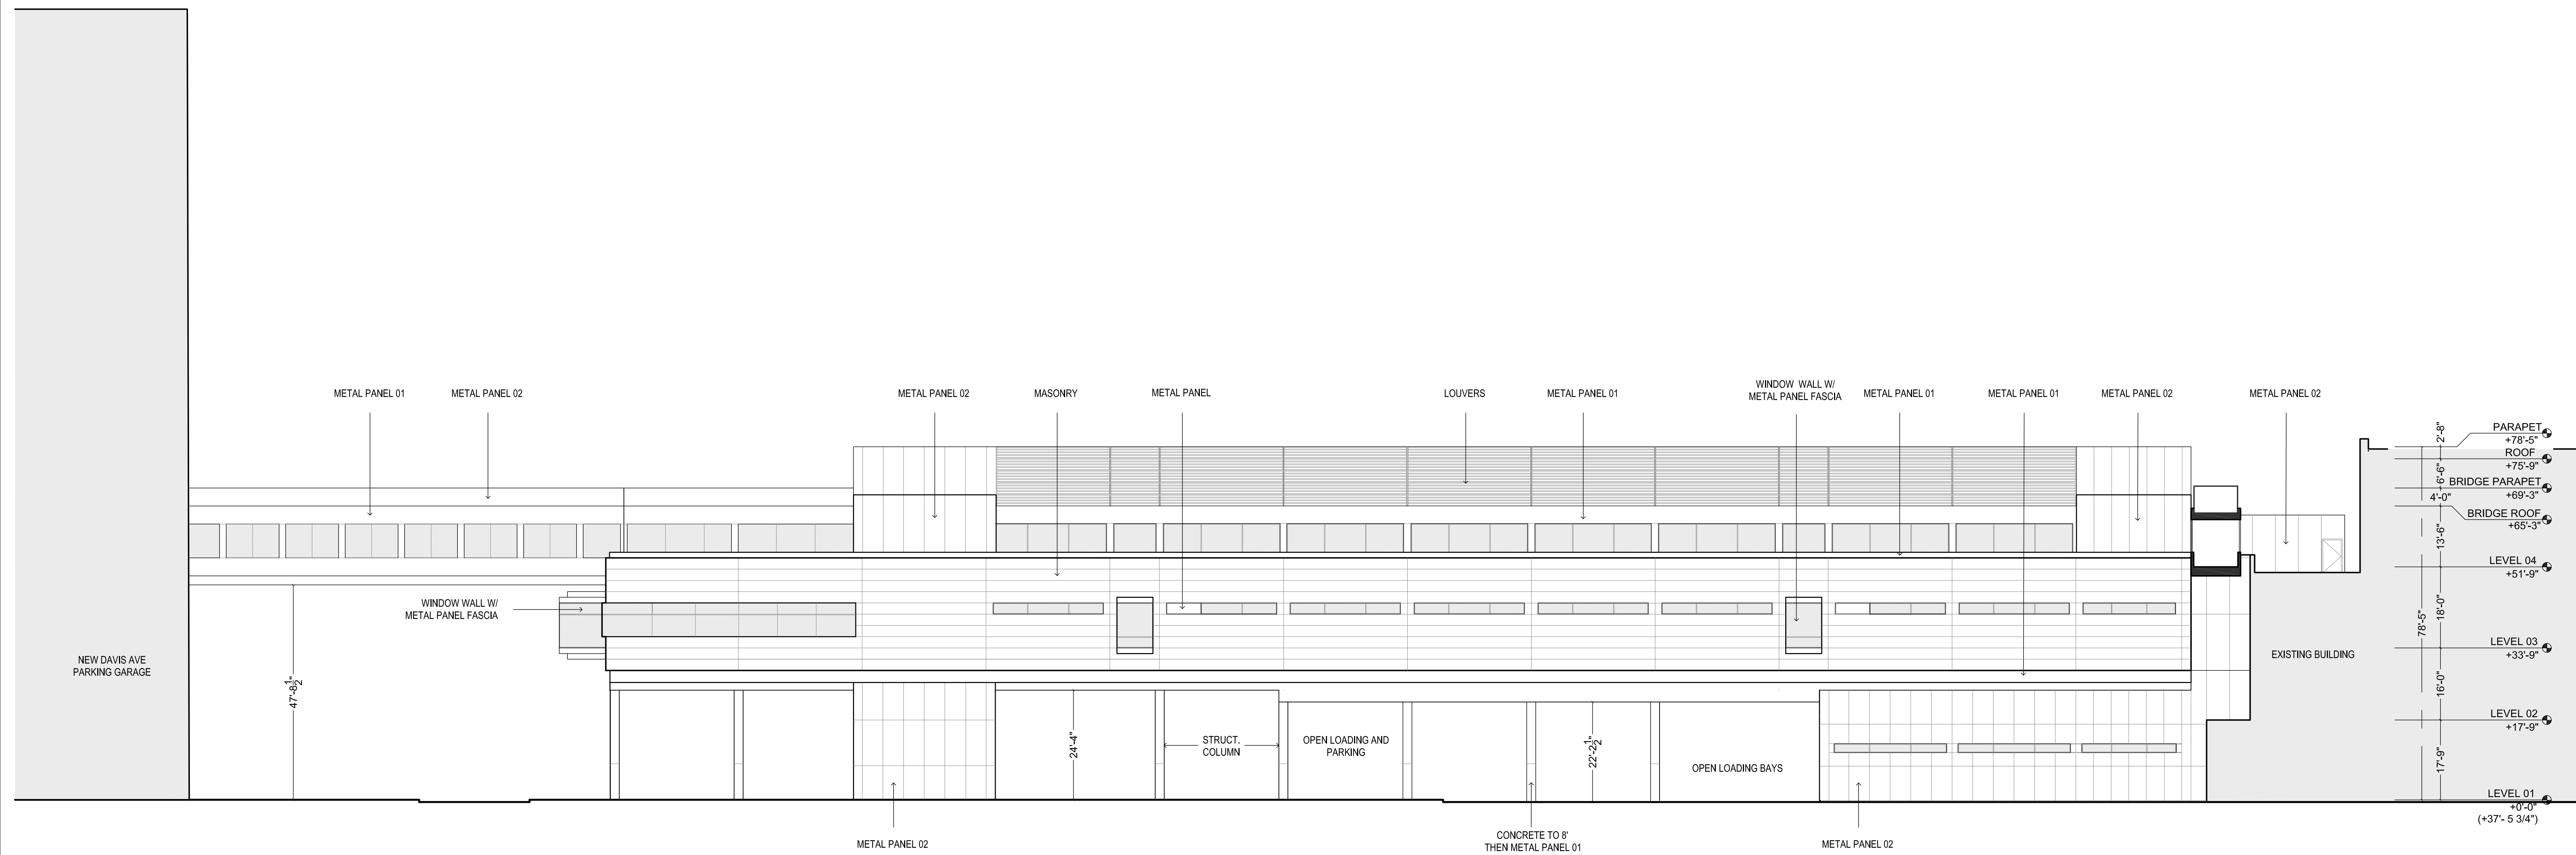 METAL PANEL 01
METAL PANEL 02
METAL PANEL 02
MASONRY
METAL PANEL
LOUVERS
METAL PANEL 01
WINDOW WALL W/
METAL PANEL FASCIA
METAL PANEL 01
METAL PANEL 01
METAL PANEL 02
METAL PANEL 02
2'-8"
PARAPET
+78'-5"
ROOF
+75'-9"
6'-6"
BRIDGE PARAPET
+69'-3"
4'-0"
BRIDGE ROOF
+65'-3"
13'-6"
LEVEL 04
+51'-9"
18'-0"
78'-5"
LEVEL 03
+33'-9"
16'-0"
LEVEL 02
+17'-9"
17'-9"
LEVEL 01
+0'-0"
(+37'- 5 3/4")
WINDOW WALL W/
METAL PANEL FASCIA
NEW DAVIS AVE
PARKING GARAGE
47'-8 1/2"
EXISTING BUILDING
24'-4"
STRUCT.
COLUMN
OPEN LOADING AND
PARKING
22'-2 1/2"
OPEN LOADING BAYS
METAL PANEL 02
CONCRETE TO 8'
THEN METAL PANEL 01
METAL PANEL 02